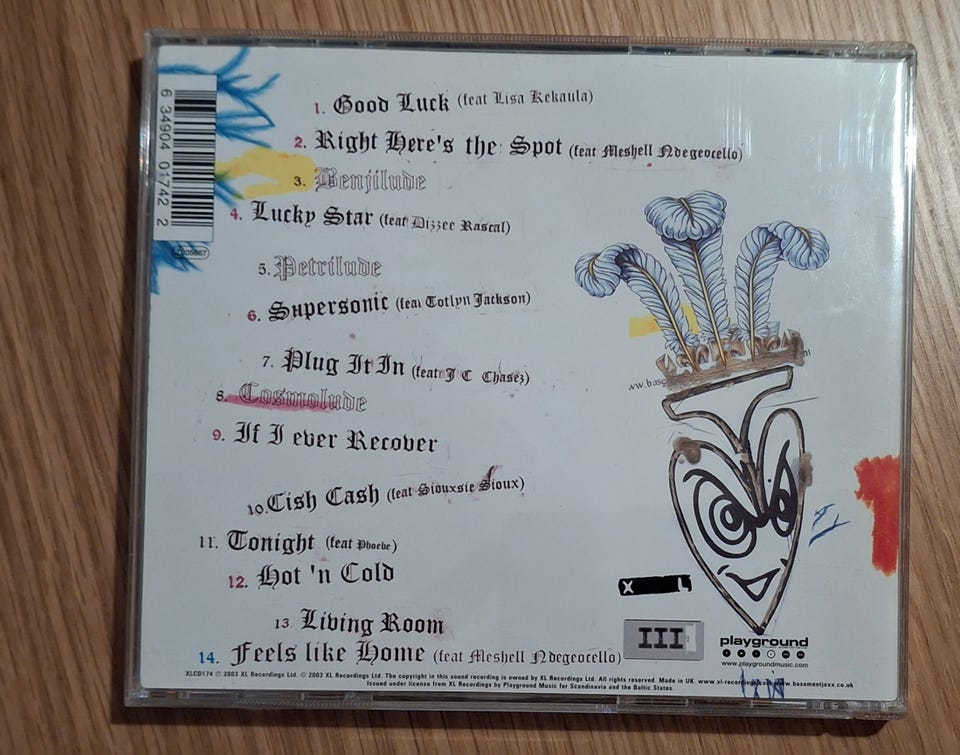 1. Good Luck (feat Lisa Kekaula)
2. Right Here's the Spot (feat Meshell Ndegeocello)
3. Benjilude
4. Lucky Star (feat Dizzee Rascal)
5. Petrilude
6. Supersonic (feat Totlyn Jackson)
7. Plug It In (feat J C Chasez)
8. Cosmolude
9. If I ever Recover
10. Cish Cash (feat Siouxsie Sioux)
11. Tonight (feat Phoebe)
12. Hot 'n Cold
13 Living Room
14. Feels like Home (feat Meshell Ndegeocello)
6 34904 01742 2
X L
III
playground
www.playgroundmusic.com
XLCD174 ℗ 2003 XL Recordings Ltd. © 2003 XL Recordings Ltd. The copyright in this sound recording is owned by XL Recordings Ltd. All rights reserved. Made in UK. www.xl-recordings.com www.basementjaxx.co.uk
Issued under license from XL Recordings by Playground Music for Scandinavia and the Baltic States.